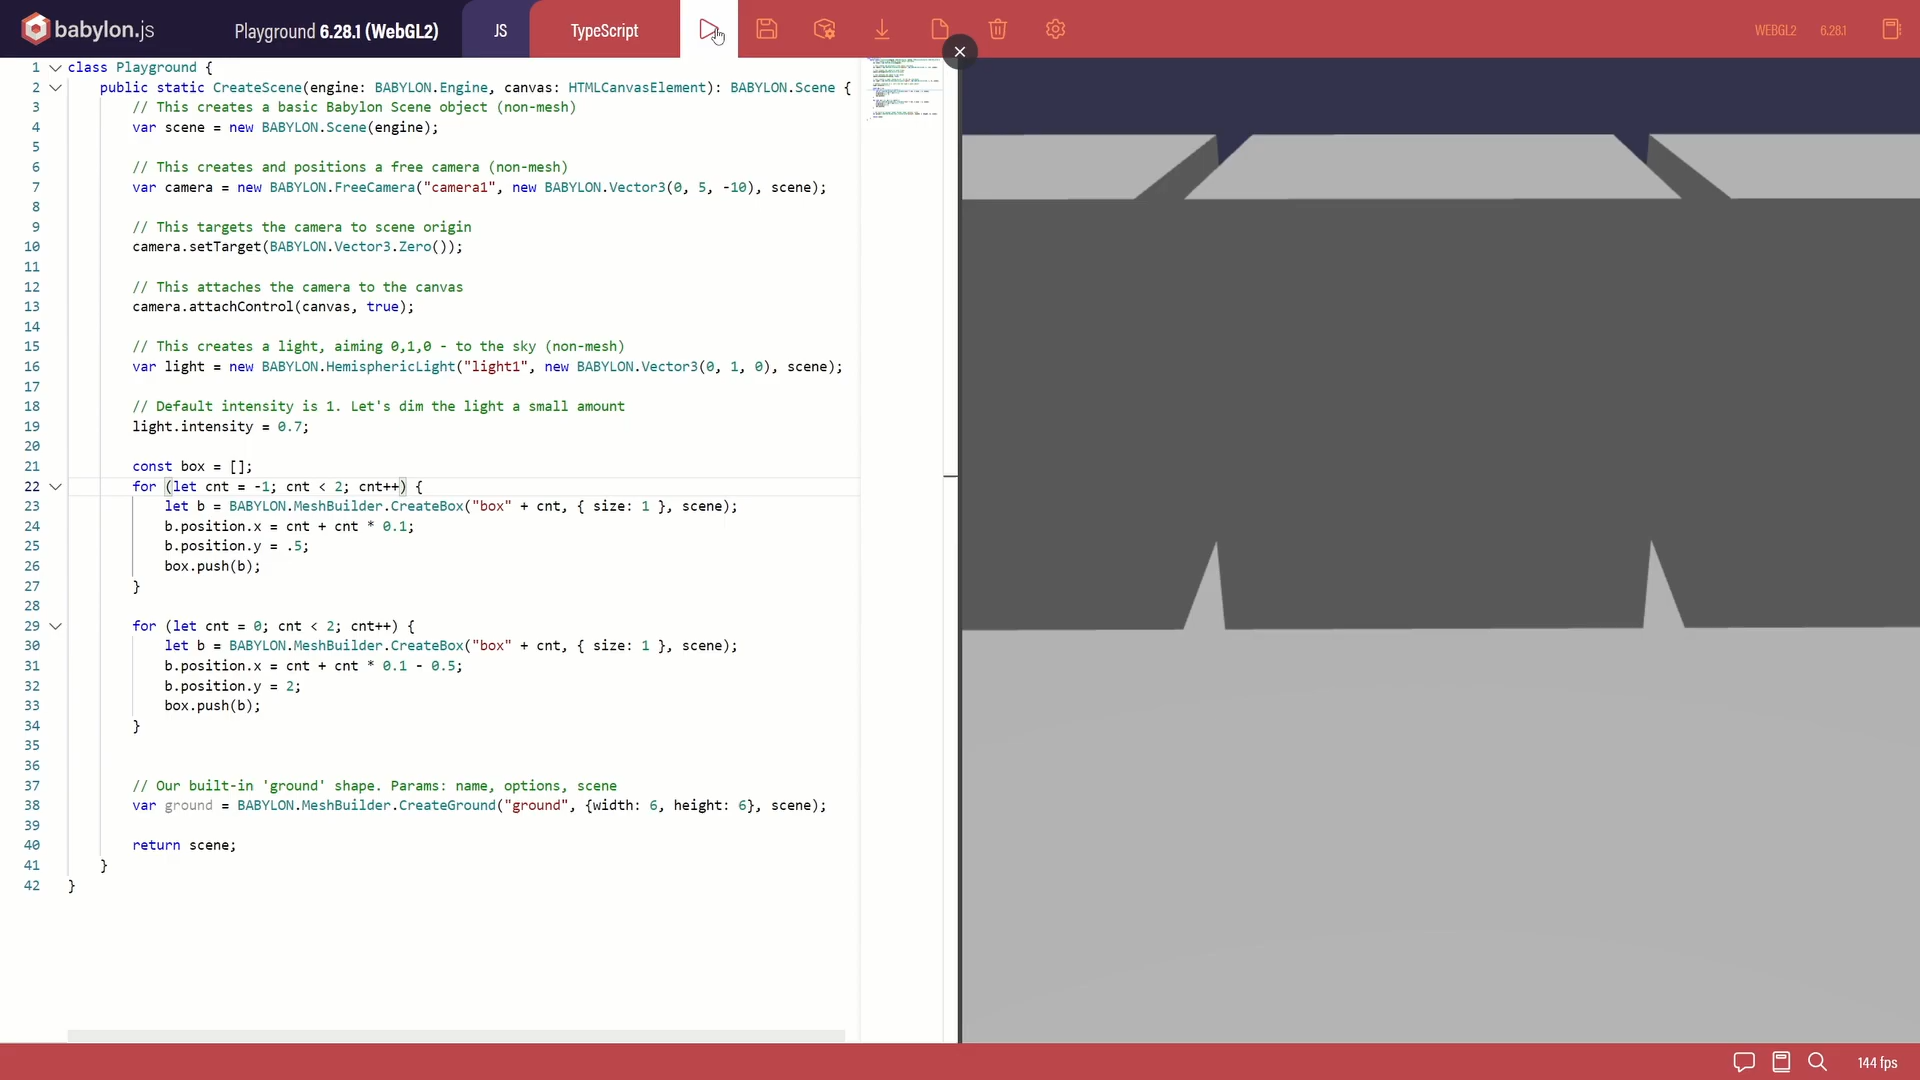 babylon.js
Playground 6.28.1 (WebGL2)
JS
TypeScript
WEBGL2
6.28.1
1 class Playground {
2 public static CreateScene(engine: BABYLON.Engine, canvas: HTMLCanvasElement): BABYLON.Scene {
3 // This creates a basic Babylon Scene object (non-mesh)
4 var scene = new BABYLON.Scene(engine);
5
6 // This creates and positions a free camera (non-mesh)
7 var camera = new BABYLON.FreeCamera("camera1", new BABYLON.Vector3(0, 5, -10), scene);
8
9 // This targets the camera to scene origin
10 camera.setTarget(BABYLON.Vector3.Zero());
11
12 // This attaches the camera to the canvas
13 camera.attachControl(canvas, true);
14
15 // This creates a light, aiming 0,1,0 - to the sky (non-mesh)
16 var light = new BABYLON.HemisphericLight("light1", new BABYLON.Vector3(0, 1, 0), scene);
17
18 // Default intensity is 1. Let's dim the light a small amount
19 light.intensity = 0.7;
20
21 const box = [];
22 for (let cnt = -1; cnt < 2; cnt++) {
23 let b = BABYLON.MeshBuilder.CreateBox("box" + cnt, { size: 1 }, scene);
24 b.position.x = cnt + cnt * 0.1;
25 b.position.y = .5;
26 box.push(b);
27 }
28
29 for (let cnt = 0; cnt < 2; cnt++) {
30 let b = BABYLON.MeshBuilder.CreateBox("box" + cnt, { size: 1 }, scene);
31 b.position.x = cnt + cnt * 0.1 - 0.5;
32 b.position.y = 2;
33 box.push(b);
34 }
35
36
37 // Our built-in 'ground' shape. Params: name, options, scene
38 var ground = BABYLON.MeshBuilder.CreateGround("ground", {width: 6, height: 6}, scene);
39
40 return scene;
41 }
42 }
144 fps